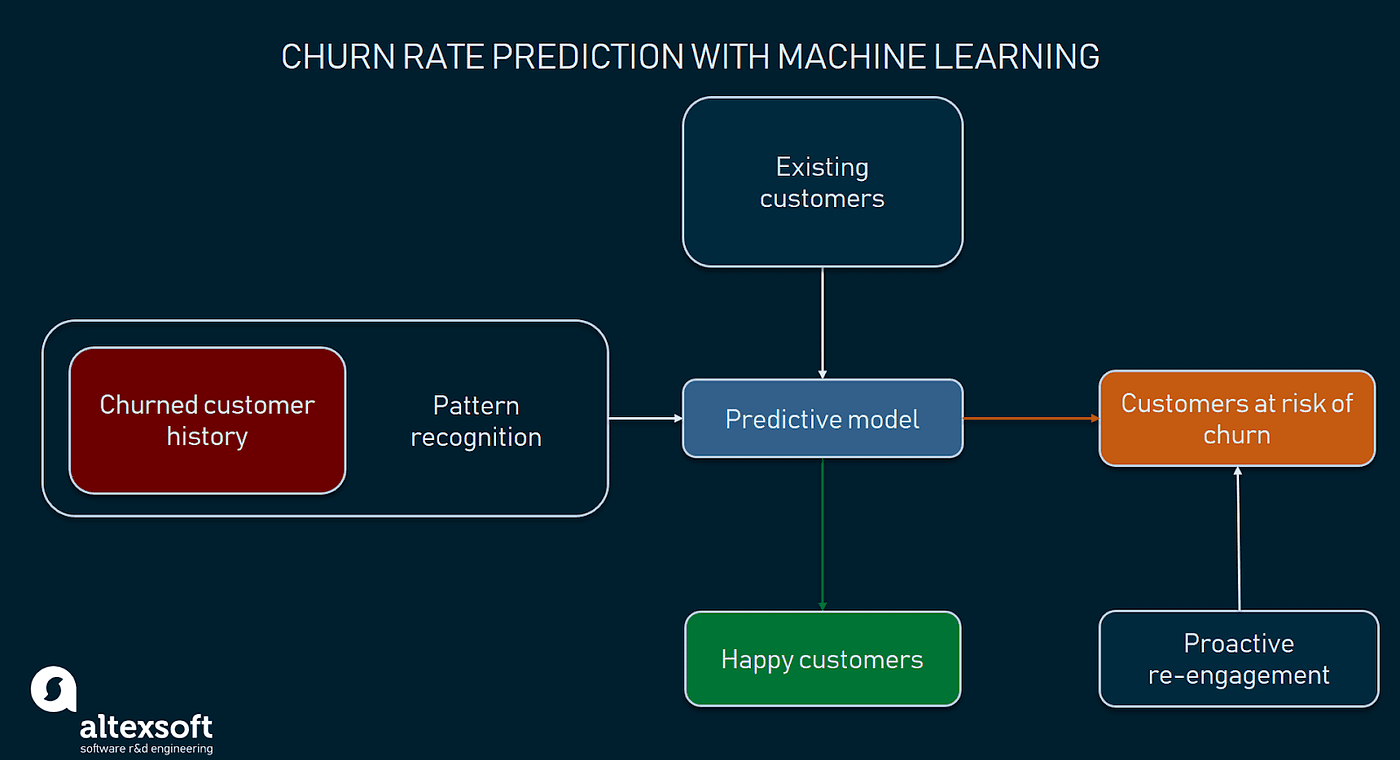 CHURN RATE PREDICTION WITH MACHINE LEARNING
Existing
customers
Churned customer
history
Pattern
recognition
Predictive model
Customers at risk of
churn
Happy customers
Proactive
re-engagement
altexsoft
software r&d engineering